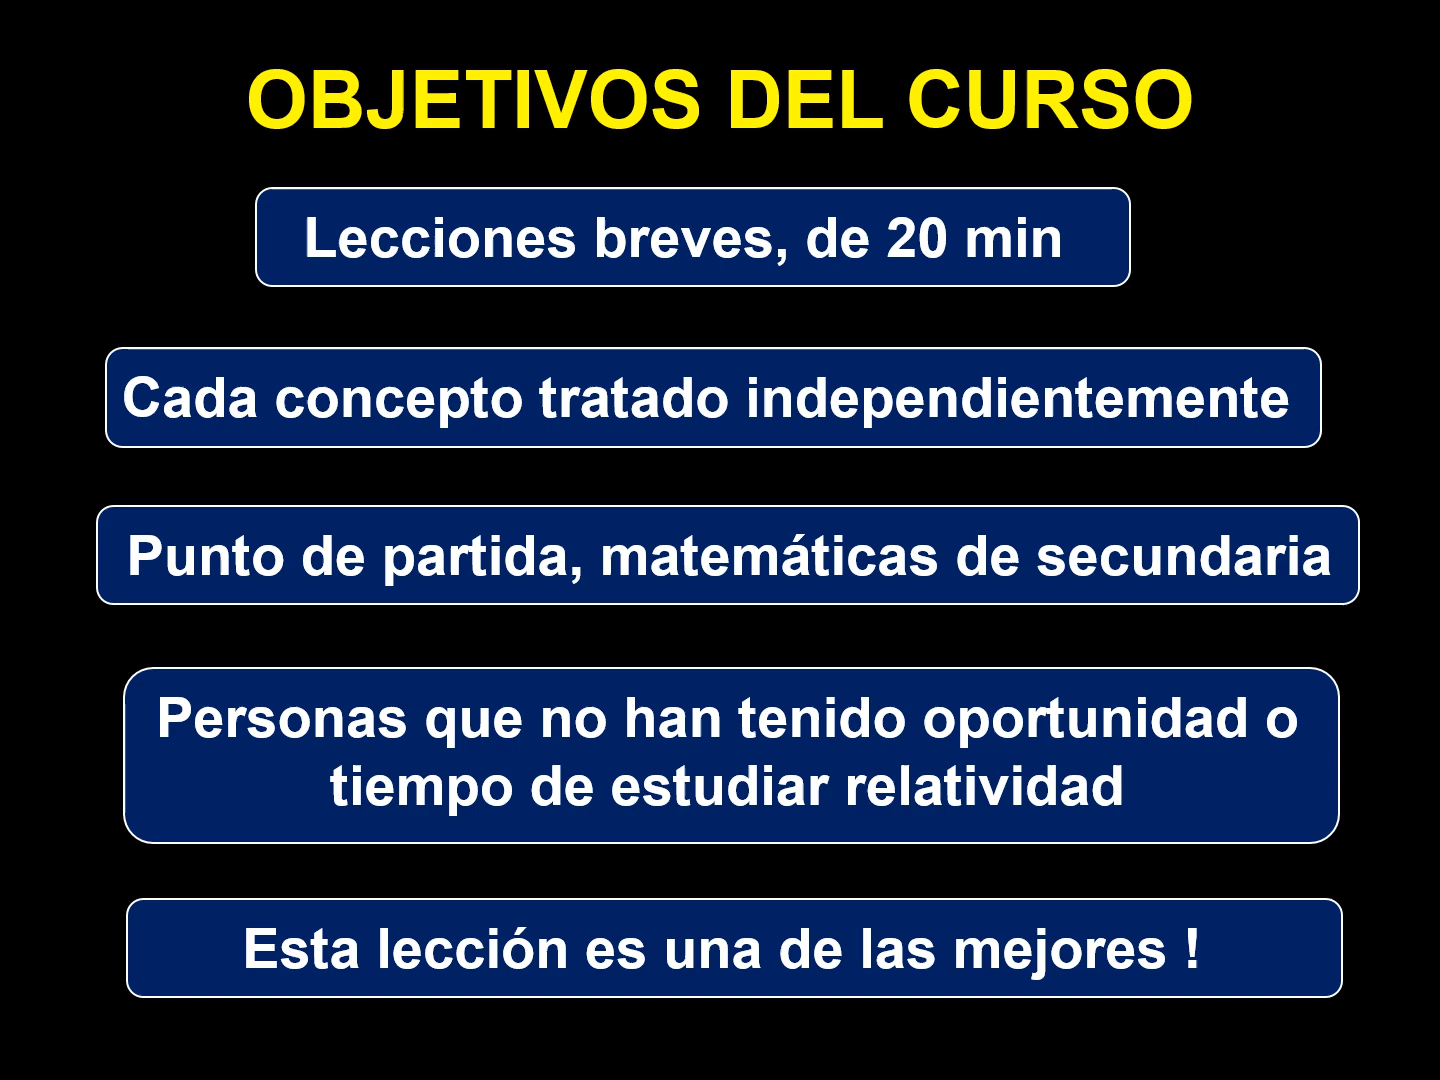 OBJETIVOS DEL CURSO
Lecciones breves, de 20 min
Cada concepto tratado independientemente
Punto de partida, matemáticas de secundaria
Personas que no han tenido oportunidad o
tiempo de estudiar relatividad
Esta lección es una de las mejores !